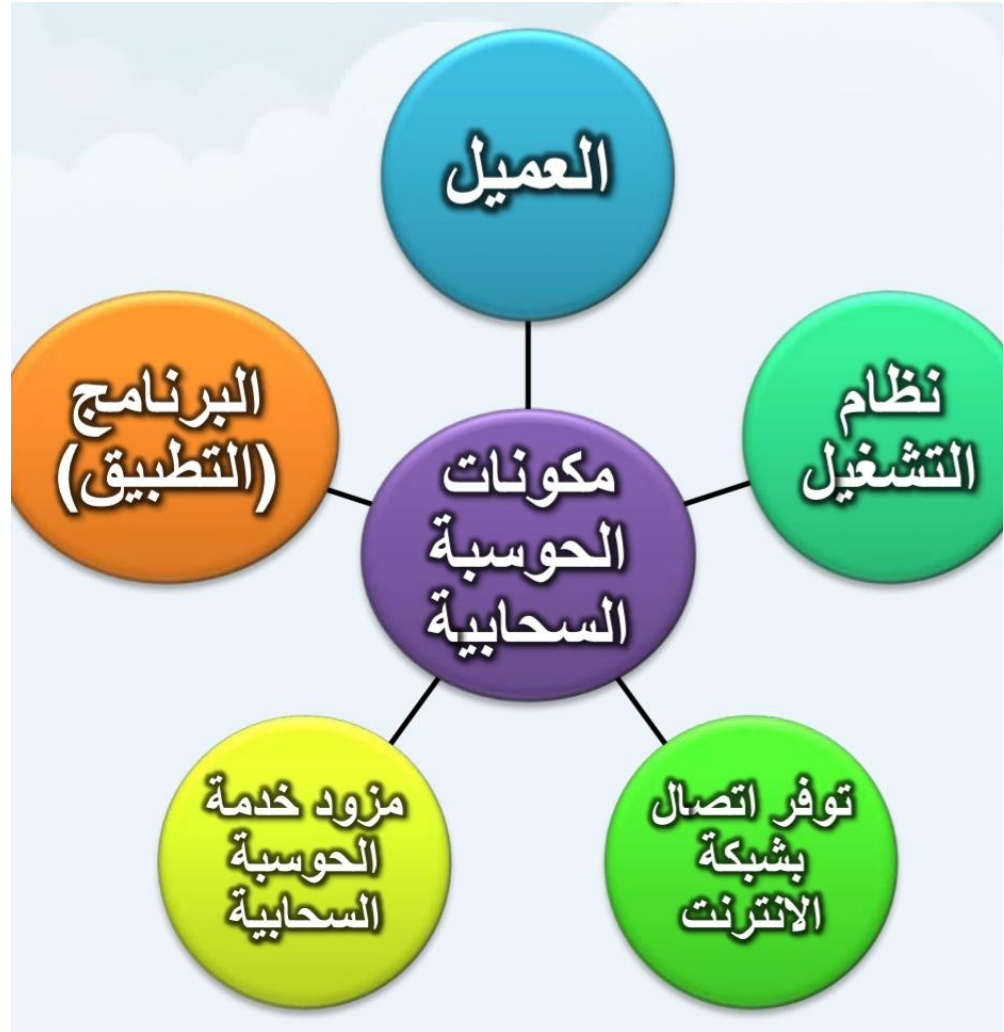 العميل
نظام
التشغيل
البرنامج
(التطبيق)
مكونات
الحوسبة
السحابية
توفر اتصال
بشبكة
الانترنت
مزود خدمة
الحوسبة
السحابية